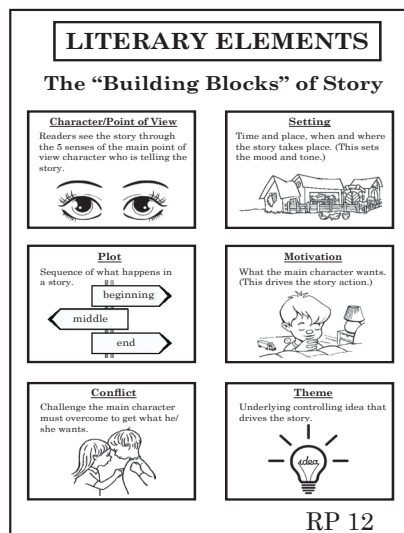 LITERARY ELEMENTS
The “Building Blocks” of Story
Character/Point of View
Readers see the story through
the 5 senses of the main point of
view character who is telling the
story.
Setting
Time and place, when and where
the story takes place. (This sets
the mood and tone.)
Plot
Sequence of what happens in
a story.
beginning
middle
end
Motivation
What the main character wants.
(This drives the story action.)
Conflict
Challenge the main character
must overcome to get what he/
she wants.
Theme
Underlying controlling idea that
drives the story.
idea
RP 12